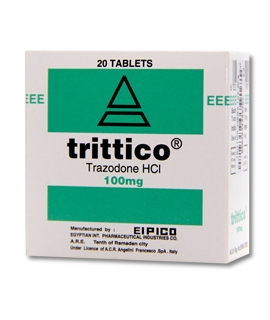 20 TABLETS
EEE
EEE
trittico®
Trazodone HCl
100mg
Manufactured by : EIPICO
EGYPTIAN INT. PHARMACEUTICAL INDUSTRIES CO.
A.R.E. Tenth of Ramadan city
Under Licence of A.C.R. Angelini Francesco .SpA , Italy
trittico®